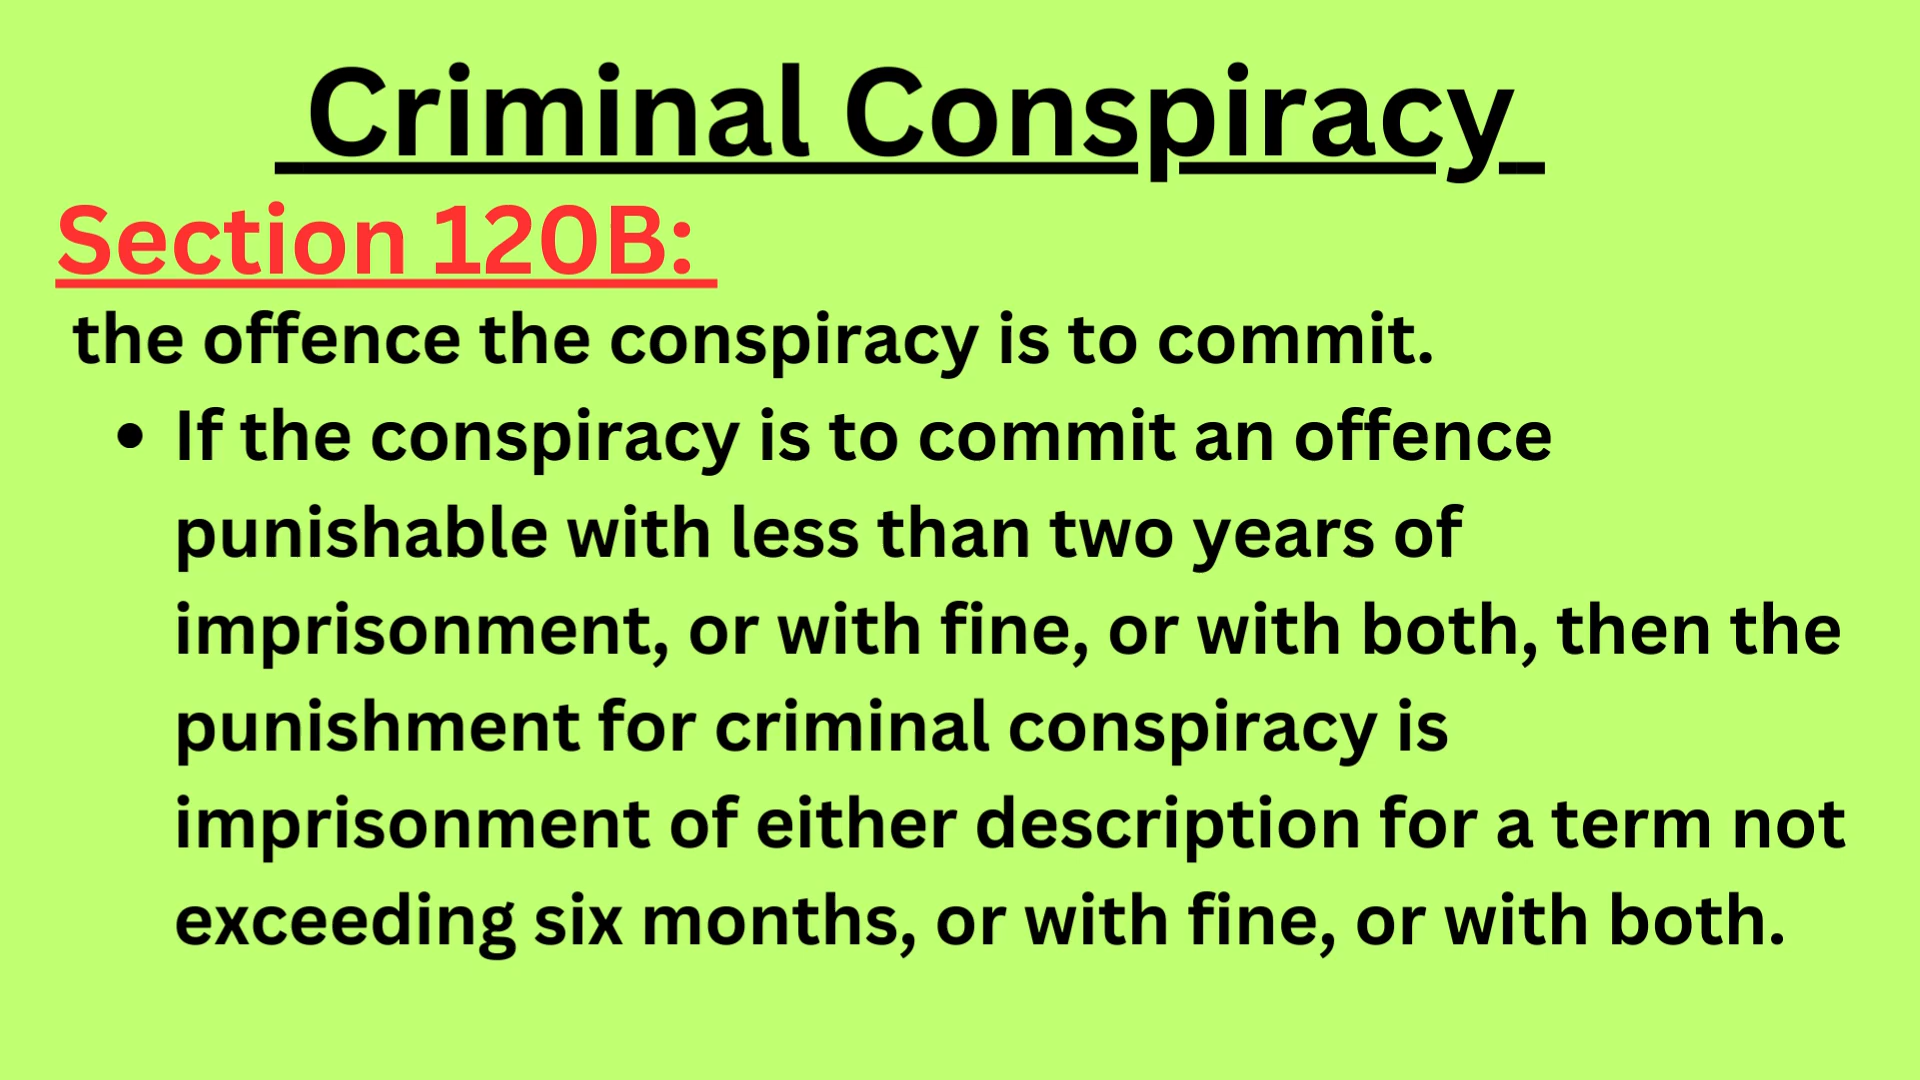 Criminal Conspiracy
Section 120B:
the offence the conspiracy is to commit.
• If the conspiracy is to commit an offence
punishable with less than two years of
imprisonment, or with fine, or with both, then the
punishment for criminal conspiracy is
imprisonment of either description for a term not
exceeding six months, or with fine, or with both.